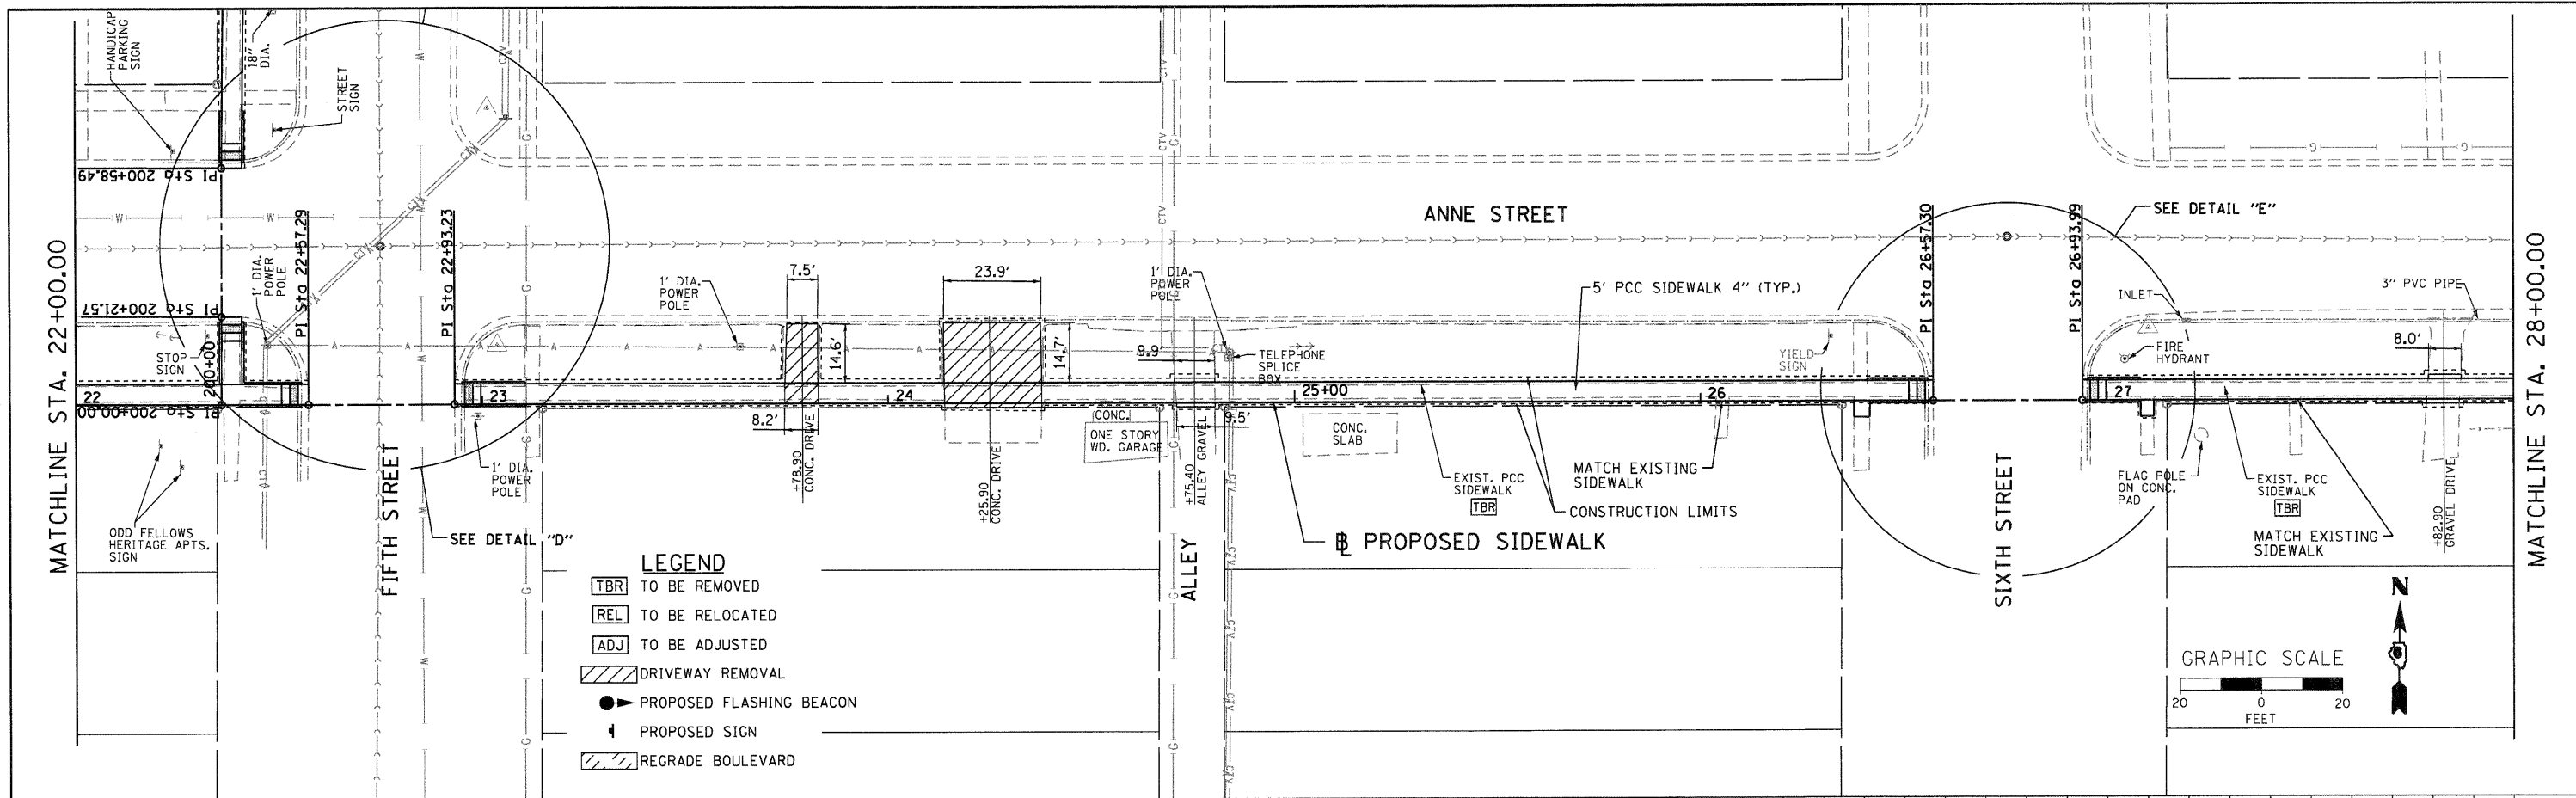 MATCHLINE STA. 22+00.00
HANDICAP
PARKING
SIGN
18"
DIA.
STREET
SIGN
PI Sta 200+58.49
PI Sta 200+21.57
PI Sta 200+00.00
200+00
1' DIA.
POWER
POLE
STOP
SIGN
22
PI Sta 22+57.29
PI Sta 22+93.23
ODD FELLOWS
HERITAGE APTS.
SIGN
FIFTH STREET
SEE DETAIL "D"
23
1' DIA.
POWER
POLE
1' DIA.
POWER
POLE
7.5'
14.6'
8.2'
+78.90
CONC. DRIVE
24
23.9'
14.7'
+25.90
CONC. DRIVE
ANNE STREET
1' DIA.
POWER
POLE
9.9'
TELEPHONE
SPLICE
BOX
CONC.
ONE STORY
WD. GARAGE
9.5'
+75.40
ALLEY GRAVEL
ALLEY
25+00
CONC.
SLAB
5' PCC SIDEWALK 4" (TYP.)
EXIST. PCC
SIDEWALK
TBR
MATCH EXISTING
SIDEWALK
CONSTRUCTION LIMITS
BL PROPOSED SIDEWALK
26
YIELD
SIGN
PI Sta 26+57.30
PI Sta 26+93.99
SEE DETAIL "E"
INLET
3" PVC PIPE
FIRE
HYDRANT
27
8.0'
SIXTH STREET
FLAG POLE
ON CONC.
PAD
EXIST. PCC
SIDEWALK
TBR
MATCH EXISTING
SIDEWALK
+82.90
GRAVEL DRIVE
MATCHLINE STA. 28+00.00
LEGEND
TBR TO BE REMOVED
REL TO BE RELOCATED
ADJ TO BE ADJUSTED
DRIVEWAY REMOVAL
PROPOSED FLASHING BEACON
PROPOSED SIGN
REGRADE BOULEVARD
N
GRAPHIC SCALE
20 0 20
FEET